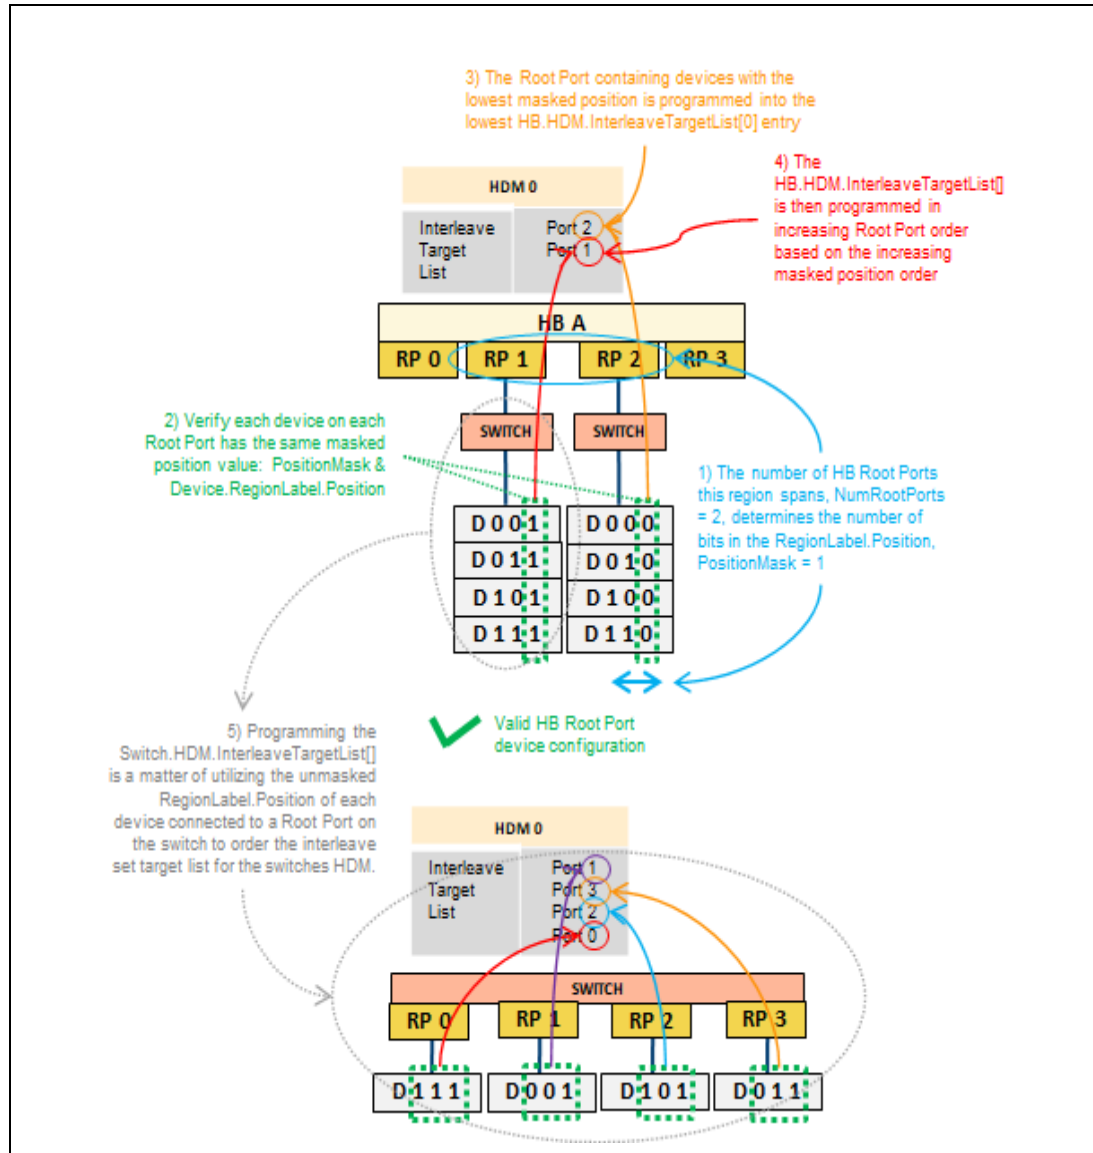 3) The Root Port containing devices with the
lowest masked position is programmed into the
lowest HB.HDM.InterleaveTargetList[0] entry
4) The
HB.HDM.InterleaveTargetList[]
is then programmed in
increasing Root Port order
based on the increasing
masked position order
HDM 0
Interleave
Target
List
Port 2
Port 1
HB A
RP 0
RP 1
RP 2
RP 3
SWITCH
SWITCH
2) Verify each device on each
Root Port has the same masked
position value: PositionMask &
Device.RegionLabel.Position
1) The number of HB Root Ports
this region spans, NumRootPorts
= 2, determines the number of
bits in the RegionLabel.Position,
PositionMask = 1
D 0 0 1
D 0 1 1
D 1 0 1
D 1 1 1
D 0 0 0
D 0 1 0
D 1 0 0
D 1 1 0
Valid HB Root Port
device configuration
5) Programming the
Switch.HDM.InterleaveTargetList[]
is a matter of utilizing the unmasked
RegionLabel.Position of each
device connected to a Root Port on
the switch to order the interleave
set target list for the switches HDM.
HDM 0
Interleave
Target
List
Port 1
Port 3
Port 2
Port 0
SWITCH
RP 0
RP 1
RP 2
RP 3
D 1 1 1
D 0 0 1
D 1 0 1
D 0 1 1